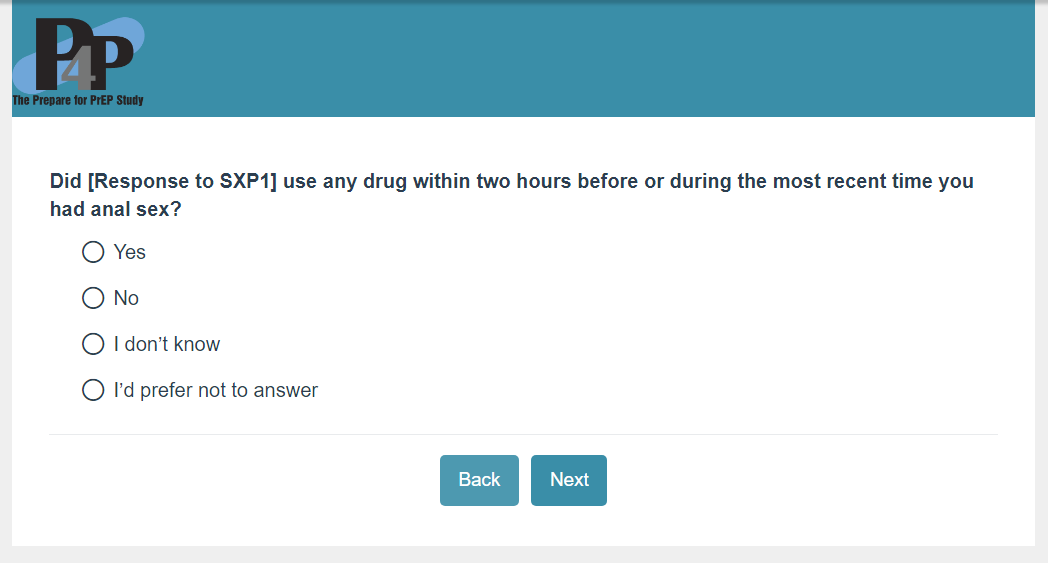 P4P
The Prepare for PrEP Study
Did [Response to SXP1] use any drug within two hours before or during the most recent time you
had anal sex?
Yes
No
I don’t know
I’d prefer not to answer
Back Next